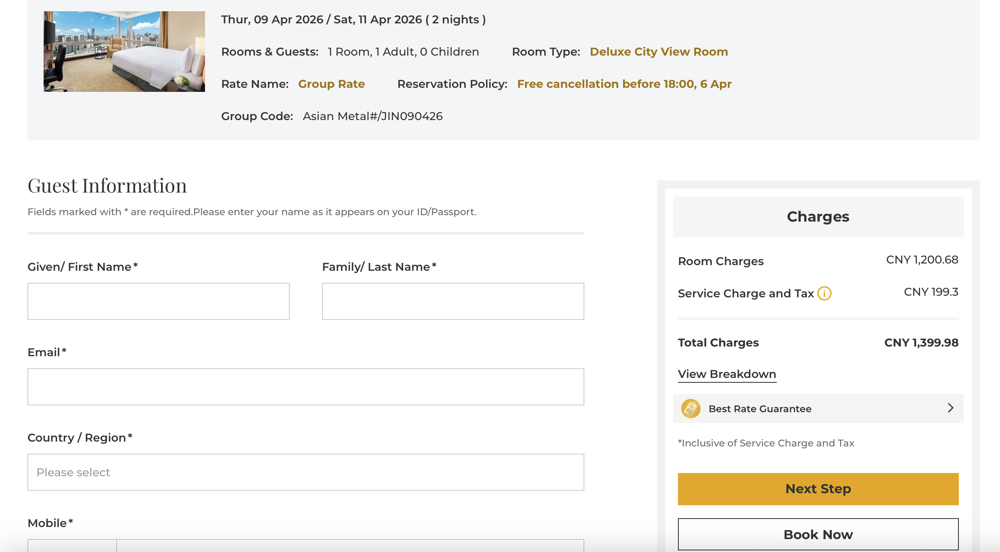 Thur, 09 Apr 2026 / Sat, 11 Apr 2026 ( 2 nights )
Rooms & Guests: 1 Room, 1 Adult, 0 Children Room Type: Deluxe City View Room
Rate Name: Group Rate Reservation Policy: Free cancellation before 18:00, 6 Apr
Group Code: Asian Metal#/JIN090426
Guest Information
Fields marked with * are required.Please enter your name as it appears on your ID/Passport.
Given/ First Name* Family/ Last Name*
Email*
Country / Region*
Please select
Mobile*
Charges
Room Charges CNY 1,200.68
Service Charge and Tax i CNY 199.3
Total Charges CNY 1,399.98
View Breakdown
BEST PRICE
Best Rate Guarantee
*Inclusive of Service Charge and Tax
Next Step
Book Now